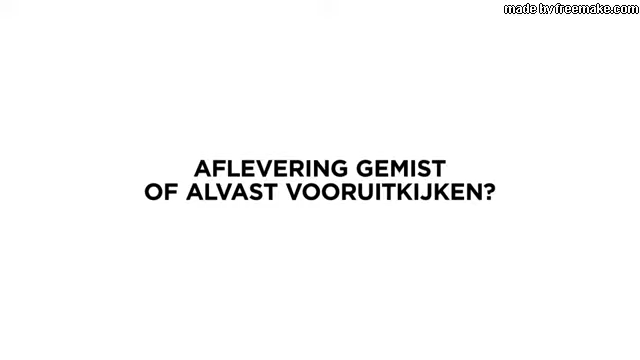 made by freemake.com
AFLEVERING GEMIST
OF ALVAST VOORUITKIJKEN?